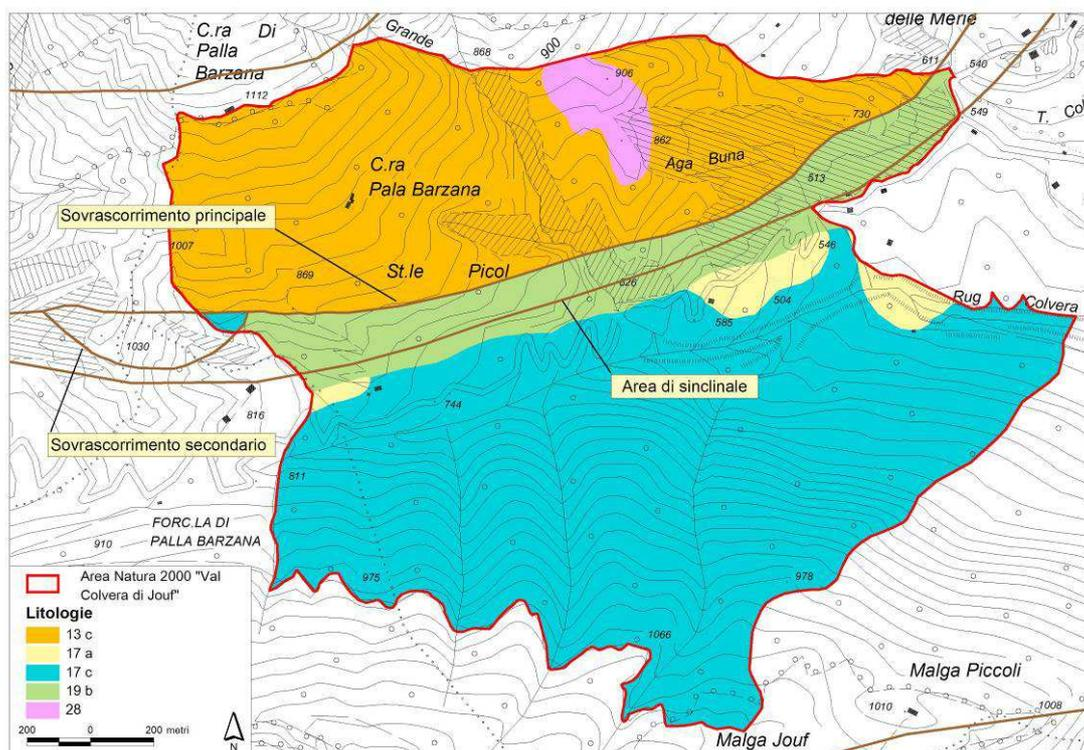 delle Merie
C.ra Di
Palla
Barzana
Grande
868
900
906
611
540
549
1112
T. Col
730
862
Aga Buna
C.ra
Pala Barzana
513
Sovrascorrimento principale
1007
869
St.le Picol
546
626
504
585
Rug Colvera
1030
Area di sinclinale
816
744
Sovrascorrimento secondario
811
FORC.LA DI
PALLA BARZANA
910
975
978
1066
Malga Piccoli
1010
1008
Malga Jouf
Area Natura 2000 "Val
Colvera di Jouf"
Litologie
13 c
17 a
17 c
19 b
28
200 0 200 metri
N